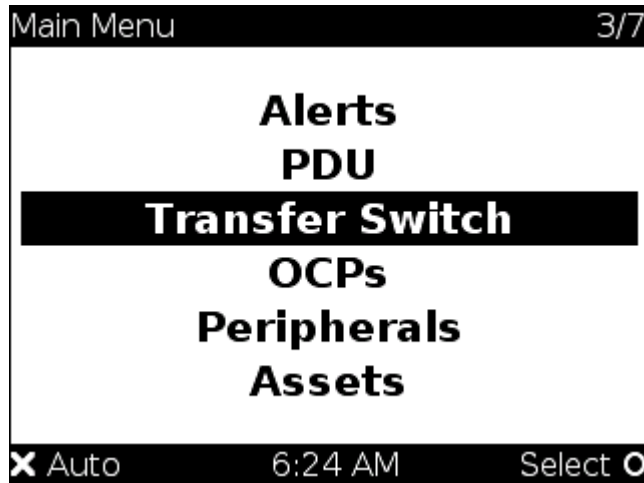 Main Menu 3/7
Alerts
PDU
Transfer Switch
OCPs
Peripherals
Assets
X Auto 6:24 AM Select O